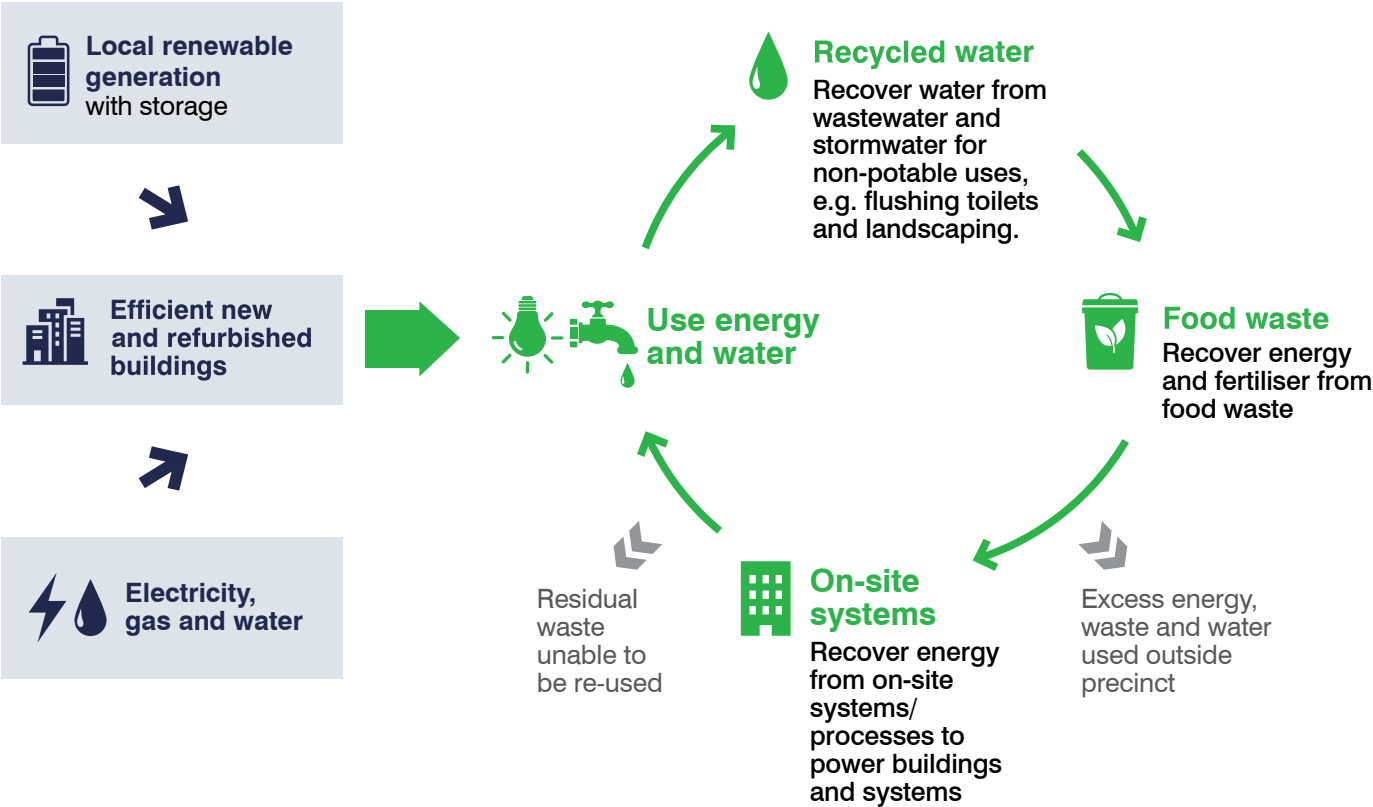 Local renewable
generation
with storage
Efficient new
and refurbished
buildings
Electricity,
gas and water
Use energy
and water
Recycled water
Recover water from
wastewater and
stormwater for
non-potable uses,
e.g. flushing toilets
and landscaping.
Food waste
Recover energy
and fertiliser from
food waste
On-site
systems
Recover energy
from on-site
systems/
processes to
power buildings
and systems
Residual
waste
unable to
be re-used
Excess energy,
waste and water
used outside
precinct